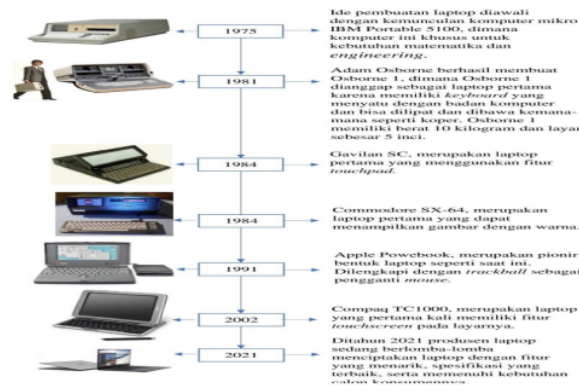 1975
Ide pembuatan laptop diawali
dengan kemunculan komputer mikro
IBM Portable 5100, dimana
komputer ini khusus untuk
kebutuhan matematika dan
engineering.
1981
Adam Osborne berhasil membuat
Osborne 1, dimana Osborne 1
dianggap sebagai laptop pertama
karena memiliki keyboard yang
menyatu dengan badan komputer
dan bisa dilipat dan dibawa kemana-
mana seperti koper. Osborne 1
memiliki berat 10 kilogram dan layar
sebesar 5 inci.
1984
Gavilan SC, merupakan laptop
pertama yang menggunakan fitur
touchpad.
1984
Commodore SX-64, merupakan
laptop pertama yang dapat
menampilkan gambar dengan warna.
1991
Apple Powebook, merupakan pionir
bentuk laptop seperti saat ini.
Dilengkapi dengan trackball sebagai
pengganti mouse.
2002
Compaq TC1000, merupakan laptop
yang pertama kali memiliki fitur
touchscreen pada layarnya.
2021
Ditahun 2021 produsen laptop
sedang berlomba-lomba
menciptakan laptop dengan fitur
yang menarik, spesifikasi yang
terbaik, serta memenuhi kebutuhan
calon konsumennya